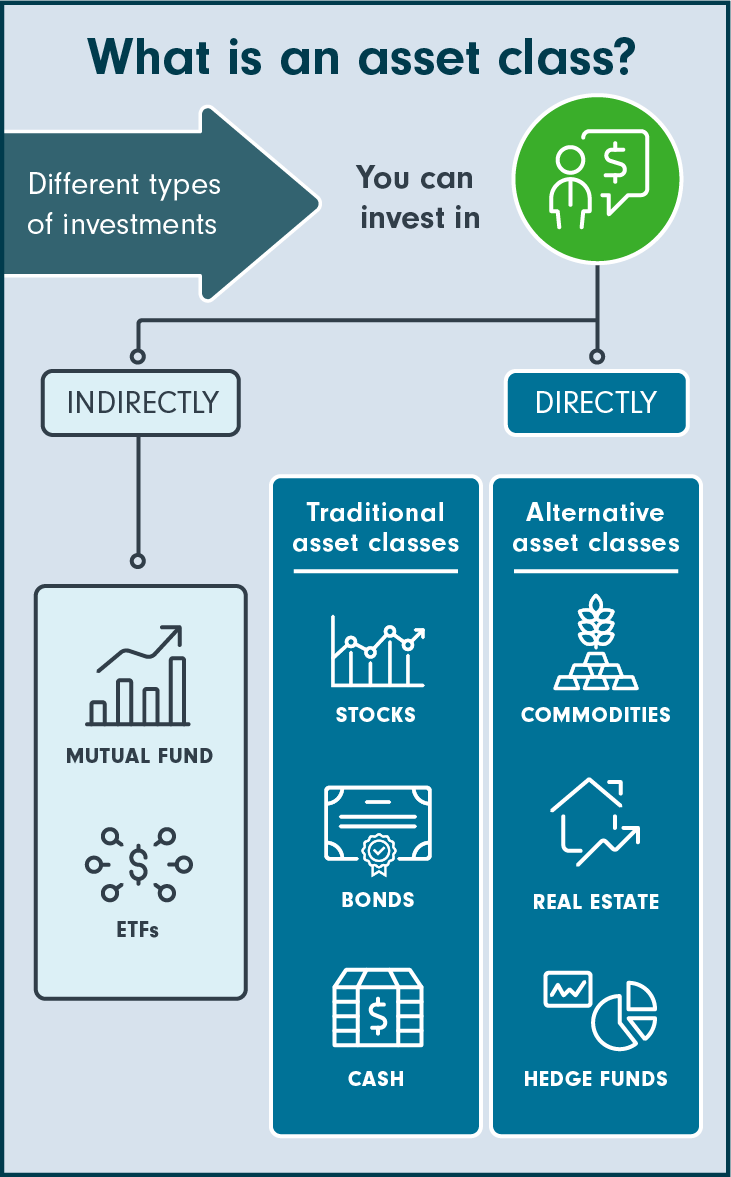 What is an asset class?
Different types
of investments
You can
invest in
$
INDIRECTLY
DIRECTLY
MUTUAL FUND
$
ETFs
Traditional
asset classes
STOCKS
BONDS
$
CASH
Alternative
asset classes
COMMODITIES
REAL ESTATE
HEDGE FUNDS